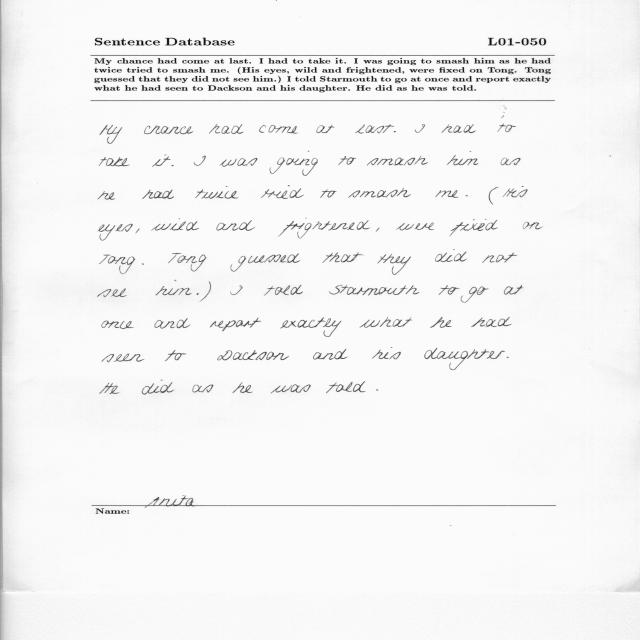 Sentence Database L01-050
My chance had come at last. I had to take it. I was going to smash him as he had
twice tried to smash me. (His eyes, wild and frightened, were fixed on Tong. Tong
guessed that they did not see him.) I told Starmouth to go at once and report exactly
what he had seen to Dackson and his daughter. He did as he was told.
My chance had come at last. I had to
take it. I was going to smash him as
he had twice tried to smash me. (His
eyes, wild and frightened, were fixed on
Tong. Tong guessed that they did not
see him.) I told Starmouth to go at
once and report exactly what he had
seen to Dackson and his daughter.
He did as he was told.
Anita
Name: